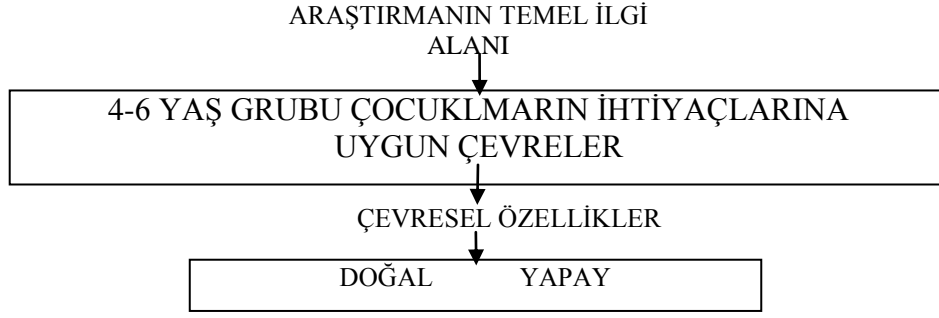 ARAŞTIRMANIN TEMEL İLGİ
ALANI
4-6 YAŞ GRUBU ÇOCUKLMARIN İHTİYAÇLARINA
UYGUN ÇEVRELER
ÇEVRESEL ÖZELLİKLER
DOĞAL YAPAY